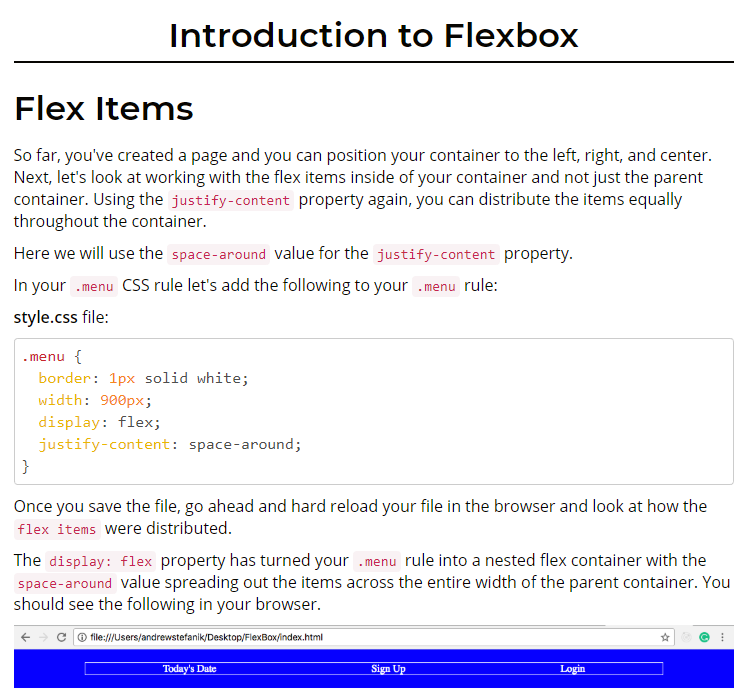 Introduction to Flexbox
Flex Items
So far, you've created a page and you can position your container to the left, right, and center.
Next, let's look at working with the flex items inside of your container and not just the parent
container. Using the justify-content property again, you can distribute the items equally
throughout the container.
Here we will use the space-around value for the justify-content property.
In your .menu CSS rule let's add the following to your .menu rule:
style.css file:
.menu {
  border: 1px solid white;
  width: 900px;
  display: flex;
  justify-content: space-around;
}
Once you save the file, go ahead and hard reload your file in the browser and look at how the
flex items were distributed.
The display: flex property has turned your .menu rule into a nested flex container with the
space-around value spreading out the items across the entire width of the parent container. You
should see the following in your browser.
file:///Users/andrewstefanik/Desktop/FlexBox/index.html
Today's Date Sign Up Login